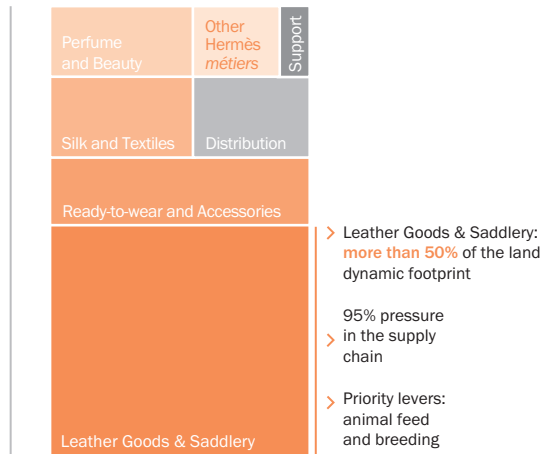 Perfume
and Beauty
Other
Hermès
métiers
Support
Silk and Textiles
Distribution
Ready-to-wear and Accessories
Leather Goods & Saddlery
Leather Goods & Saddlery:
more than 50% of the land
dynamic footprint
95% pressure
in the supply
chain
Priority levers:
animal feed
and breeding